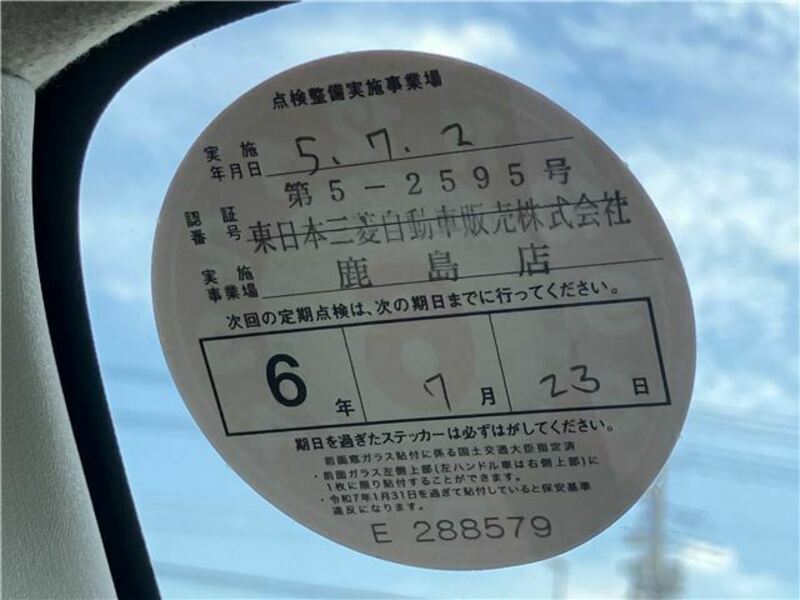 点検整備実施事業場
実施年月日 5.7.2
認証番号 第5-2595号
東日本三菱自動車販売株式会社
実施事業場 鹿島店
次回の定期点検は、次の期日までに行ってください。
6年 7月 23日
期日を過ぎたステッカーは必ずはがしてください。
前面窓ガラス貼付に係る国土交通大臣指定済
・前面ガラス左側上部(左ハンドル車は右側上部)に
1枚に限り貼付することができます。
・令和7年1月31日を過ぎて貼付していると保安基準
違反になります。
E 288579